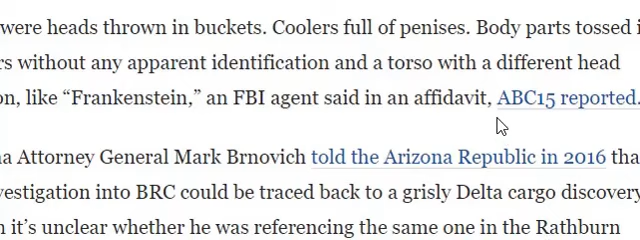 were heads thrown in buckets. Coolers full of penises. Body parts tossed
rs without any apparent identification and a torso with a different head
on, like “Frankenstein,” an FBI agent said in an affidavit, ABC15 reported.
na Attorney General Mark Brnovich told the Arizona Republic in 2016 tha
vestigation into BRC could be traced back to a grisly Delta cargo discovery
it’s unclear whether he was referencing the same one in the Rathburn